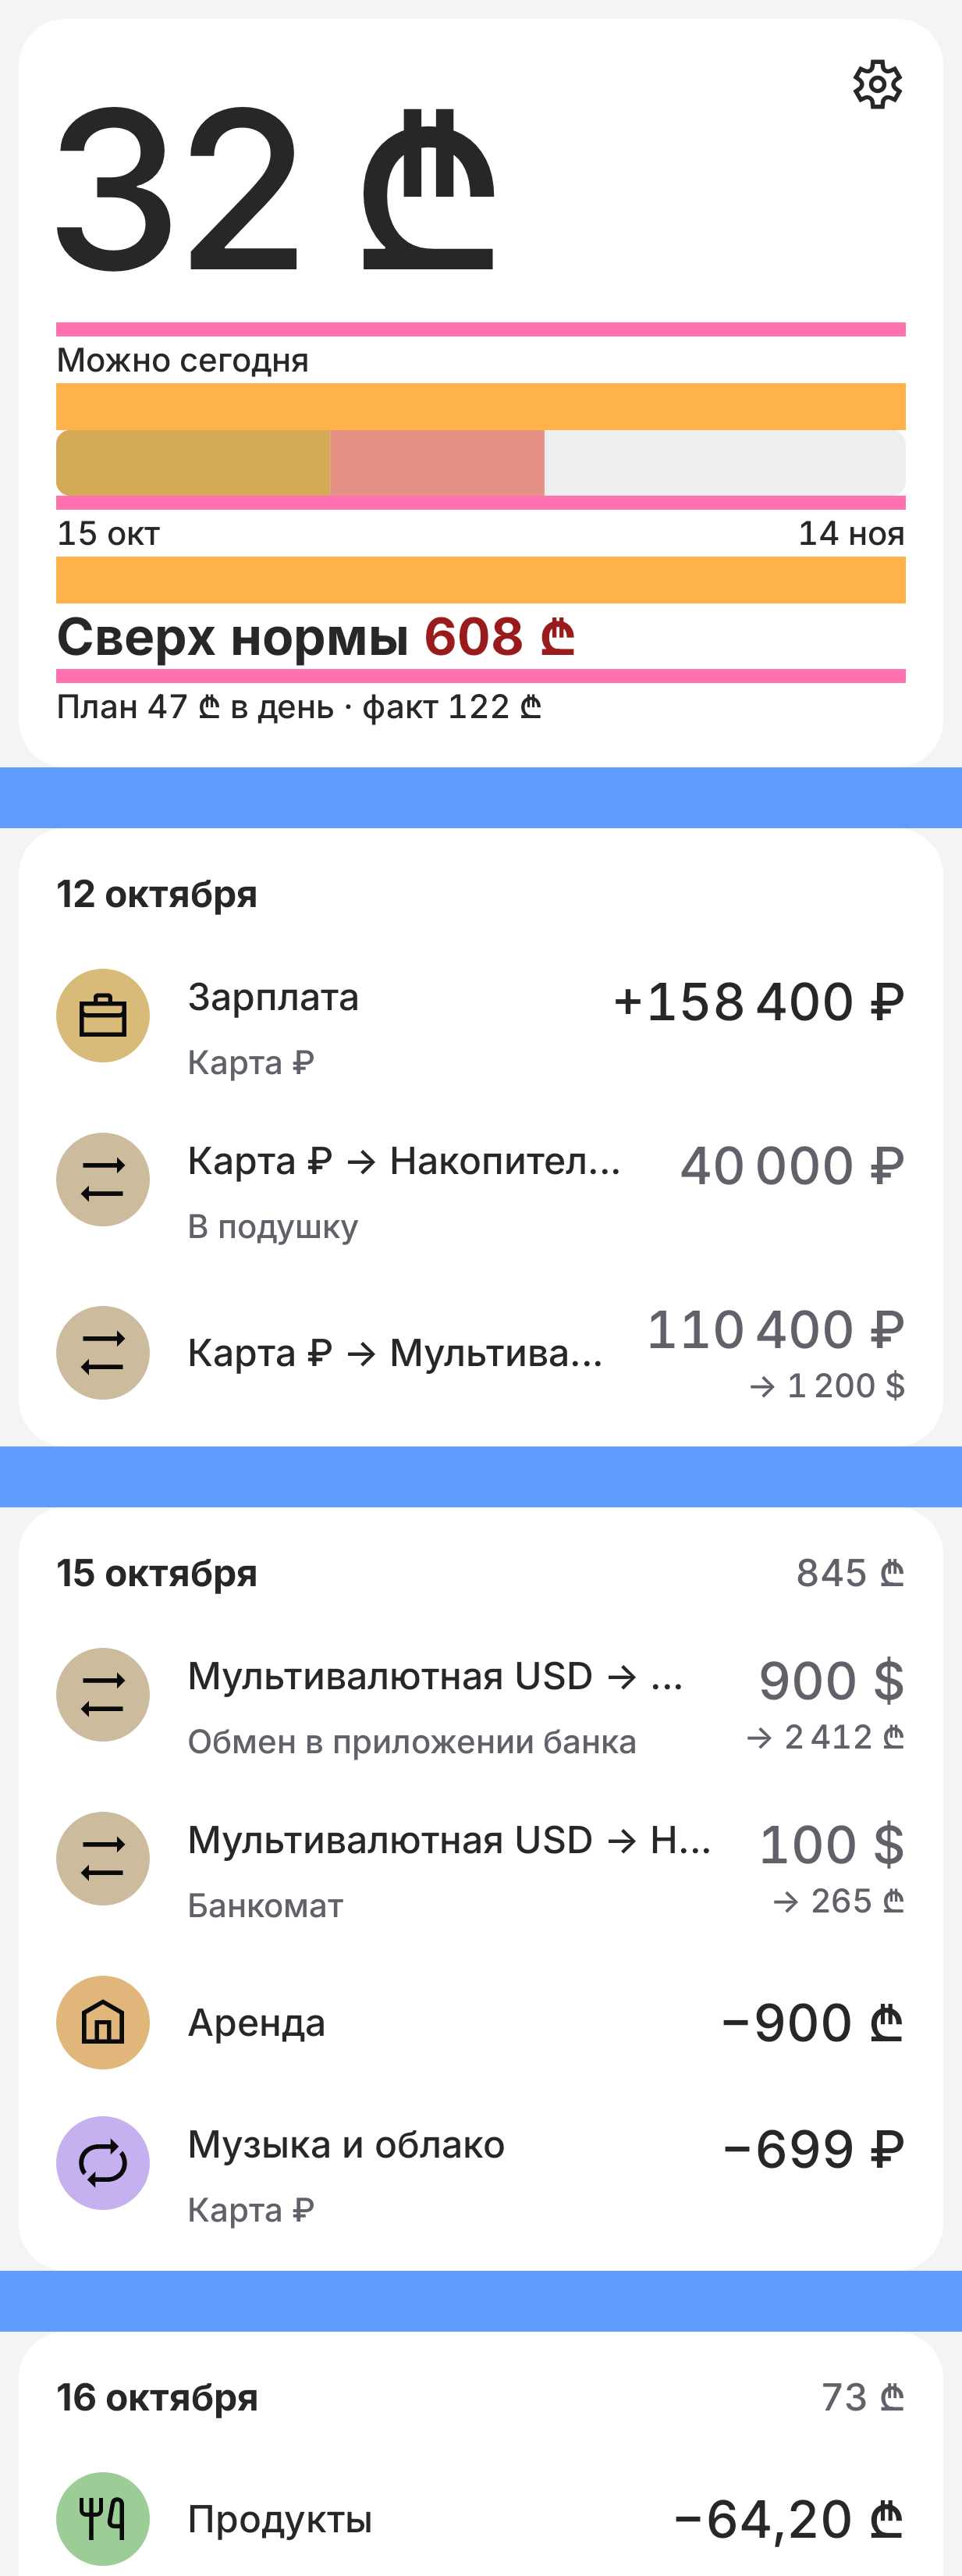 32 ₾
Можно сегодня
15 окт 14 ноя
Сверх нормы 608 ₾
План 47 ₾ в день · факт 122 ₾
12 октября
Зарплата +158 400 ₽
Карта ₽
Карта ₽ → Накопител... 40 000 ₽
В подушку
Карта ₽ → Мультива... 110 400 ₽
→ 1 200 $
15 октября 845 ₾
Мультивалютная USD → ... 900 $
Обмен в приложении банка → 2 412 ₾
Мультивалютная USD → Н... 100 $
Банкомат → 265 ₾
Аренда −900 ₾
Музыка и облако −699 ₽
Карта ₽
16 октября 73 ₾
Продукты −64,20 ₾